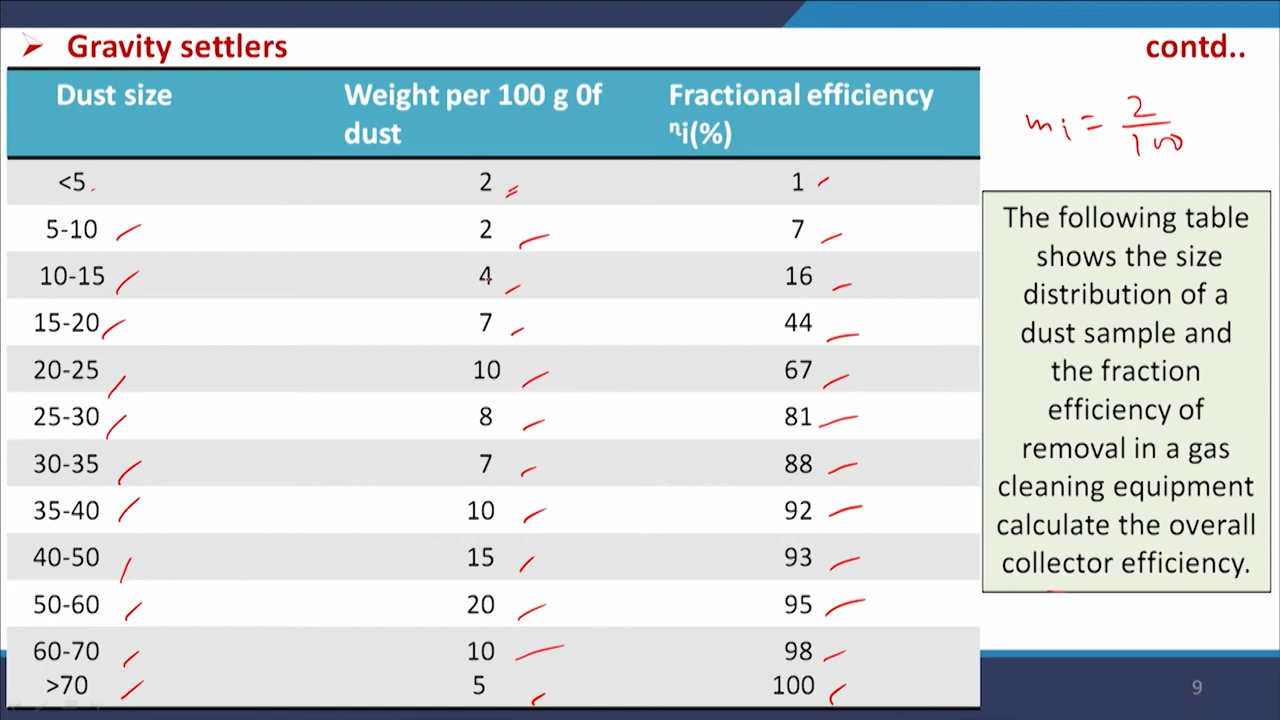 Gravity settlers contd..
Dust size Weight per 100 g 0f dust Fractional efficiency ηi(%)
<5 2 1
5-10 2 7
10-15 4 16
15-20 7 44
20-25 10 67
25-30 8 81
30-35 7 88
35-40 10 92
40-50 15 93
50-60 20 95
60-70 10 98
>70 5 100
mi = 2/100
The following table
shows the size
distribution of a
dust sample and
the fraction
efficiency of
removal in a gas
cleaning equipment
calculate the overall
collector efficiency.
9